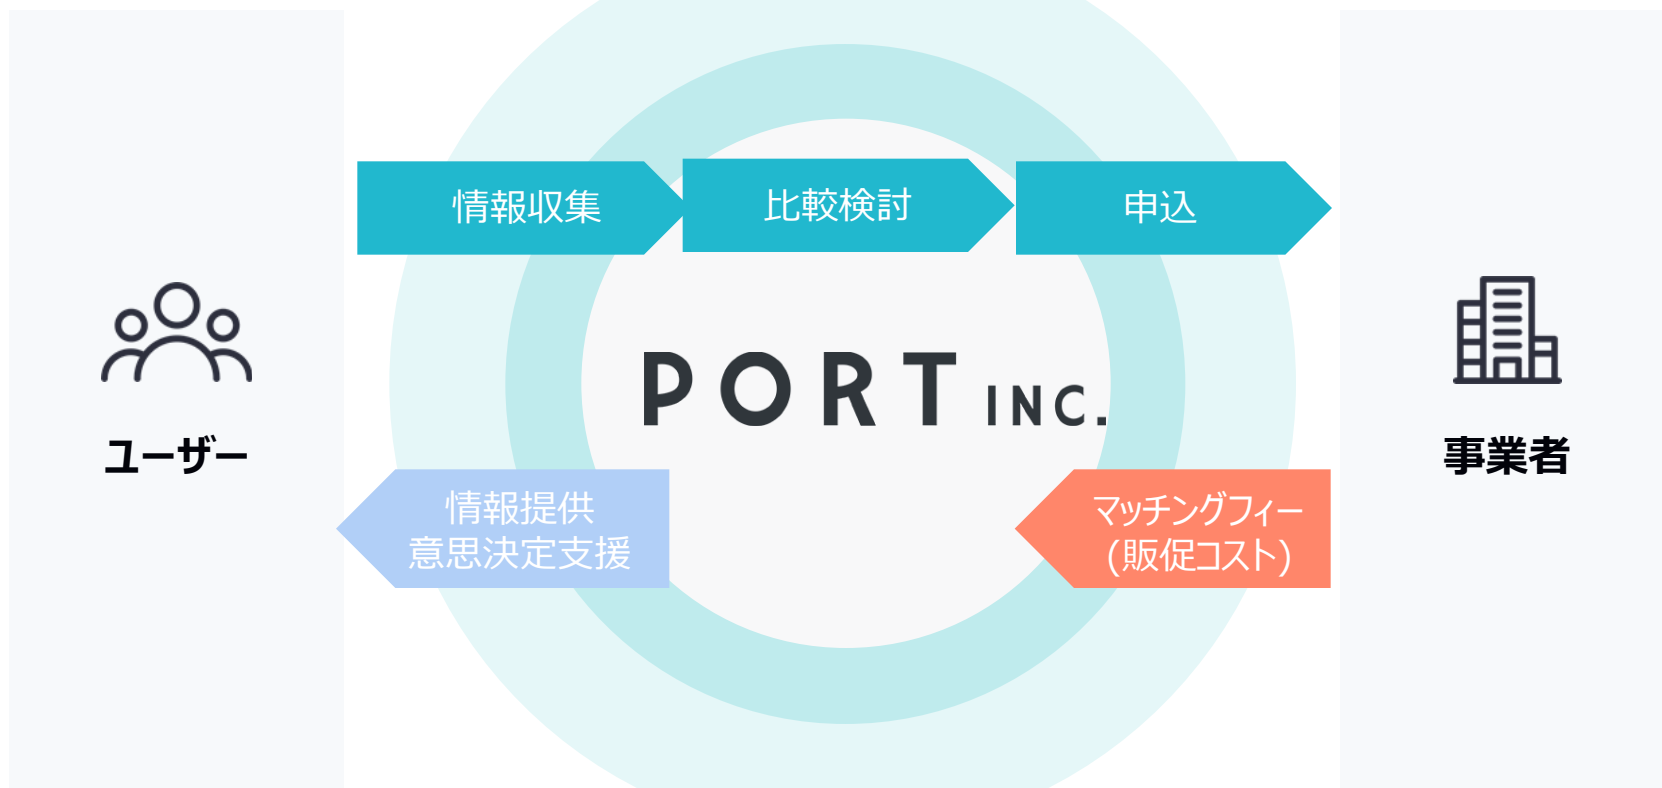 情報収集
比較検討
申込
PORT INC.
ユーザー
事業者
情報提供
意思決定支援
マッチングフィー
(販促コスト)